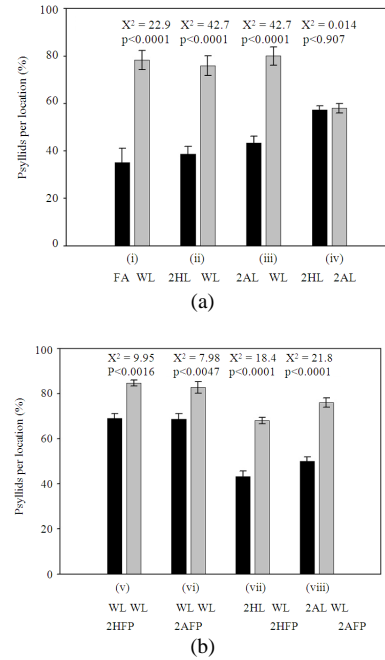 X² = 22.9 X² = 42.7 X² = 42.7 X² = 0.014
p<0.0001 p<0.0001 p<0.0001 p<0.907
100
80
60
40
20
0
Psyllids per location (%)
(i) (ii) (iii) (iv)
FA WL 2HL WL 2AL WL 2HL 2AL
(a)
X² = 9.95 X² = 7.98 X² = 18.4 X² = 21.8
P<0.0016 p<0.0047 p<0.0001 p<0.0001
100
80
60
40
20
0
Psyllids per location (%)
(v) (vi) (vii) (viii)
WL WL WL WL 2HL WL 2AL WL
2HFP 2AFP 2HFP 2AFP
(b)